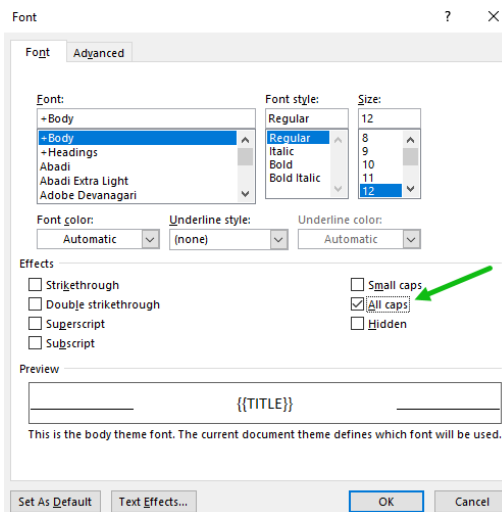 Font ? ×
Font Advanced
Font: Font style: Size:
+Body Regular 12
+Body Regular 8
+Headings Italic 9
Abadi Bold 10
Abadi Extra Light Bold Italic 11
Adobe Devanagari 12
Font color: Underline style: Underline color:
Automatic (none) Automatic
Effects
Strikethrough Small caps
Double strikethrough All caps
Superscript Hidden
Subscript
Preview
{{TITLE}}
This is the body theme font. The current document theme defines which font will be used.
Set As Default Text Effects... OK Cancel